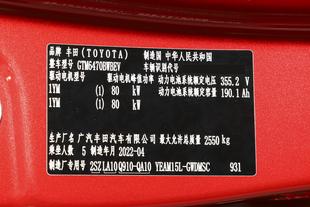 品牌 丰田(TOYOTA) 制造国 中华人民共和国
整车型号 GTM6470BWBEV 车辆识别代号
驱动电机型号 驱动电机峰值功率 动力电池系统额定电压 355.2 V
1YM (1) 80 kW 动力电池系统额定容量 190.1 Ah
1YM (1) 80 kW
生产厂 广汽丰田汽车有限公司 最大允许总质量 2550 kg
乘坐人数 5 制造年月 2022-04
制造厂专用号 2SZ LA10 Q910-QA10 YEAM15L-GWDMSC 931